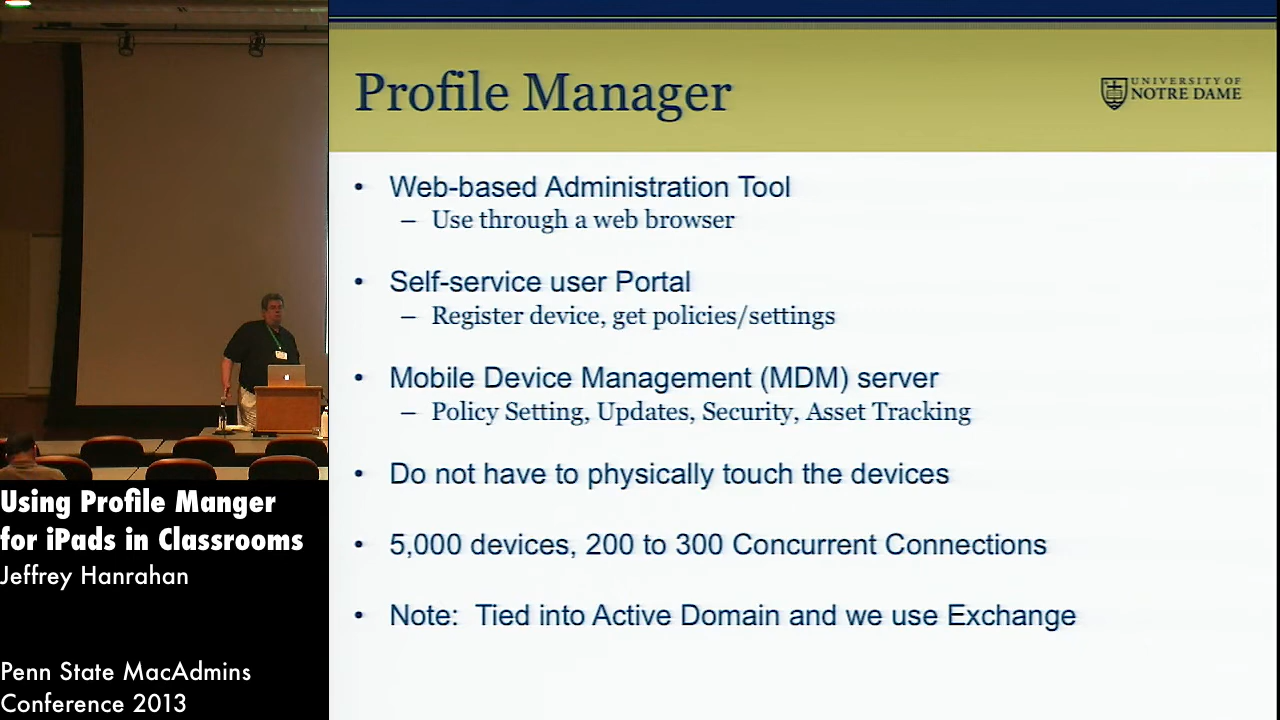 Profile Manager
UNIVERSITY OF
NOTRE DAME
• Web-based Administration Tool
– Use through a web browser
• Self-service user Portal
– Register device, get policies/settings
• Mobile Device Management (MDM) server
– Policy Setting, Updates, Security, Asset Tracking
• Do not have to physically touch the devices
• 5,000 devices, 200 to 300 Concurrent Connections
• Note: Tied into Active Domain and we use Exchange
Using Profile Manger
for iPads in Classrooms
Jeffrey Hanrahan
Penn State MacAdmins
Conference 2013